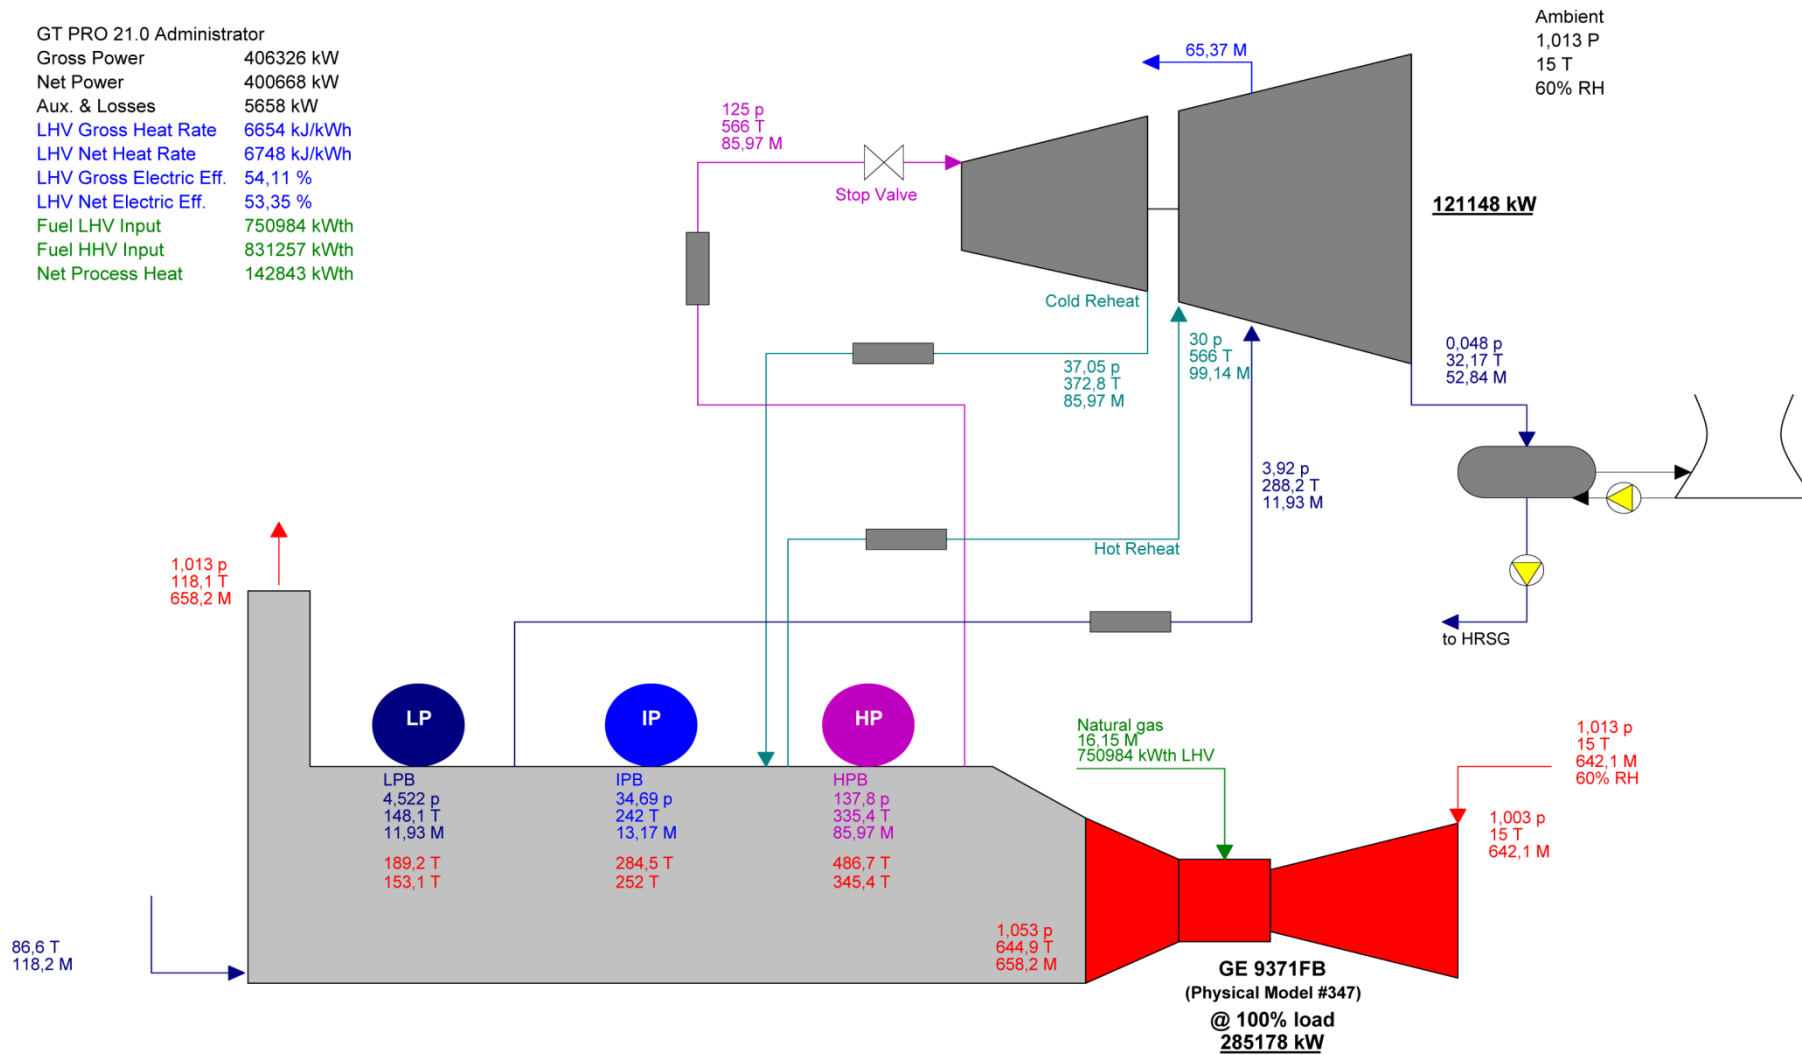 GT PRO 21.0 Administrator
Gross Power 406326 kW
Net Power 400668 kW
Aux. & Losses 5658 kW
LHV Gross Heat Rate 6654 kJ/kWh
LHV Net Heat Rate 6748 kJ/kWh
LHV Gross Electric Eff. 54,11 %
LHV Net Electric Eff. 53,35 %
Fuel LHV Input 750984 kWth
Fuel HHV Input 831257 kWth
Net Process Heat 142843 kWth
Ambient
1,013 P
15 T
60% RH
65,37 M
125 p
566 T
85,97 M
Stop Valve
121148 kW
Cold Reheat
37,05 p
372,8 T
85,97 M
30 p
566 T
99,14 M
0,048 p
32,17 T
52,84 M
3,92 p
288,2 T
11,93 M
Hot Reheat
to HRSG
1,013 p
118,1 T
658,2 M
LP
IP
HP
LPB
4,522 p
148,1 T
11,93 M
189,2 T
153,1 T
IPB
34,69 p
242 T
13,17 M
284,5 T
252 T
HPB
137,8 p
335,4 T
85,97 M
486,7 T
345,4 T
Natural gas
16,15 M
750984 kWth LHV
1,013 p
15 T
642,1 M
60% RH
1,003 p
15 T
642,1 M
86,6 T
118,2 M
1,053 p
644,9 T
658,2 M
GE 9371FB
(Physical Model #347)
@ 100% load
285178 kW